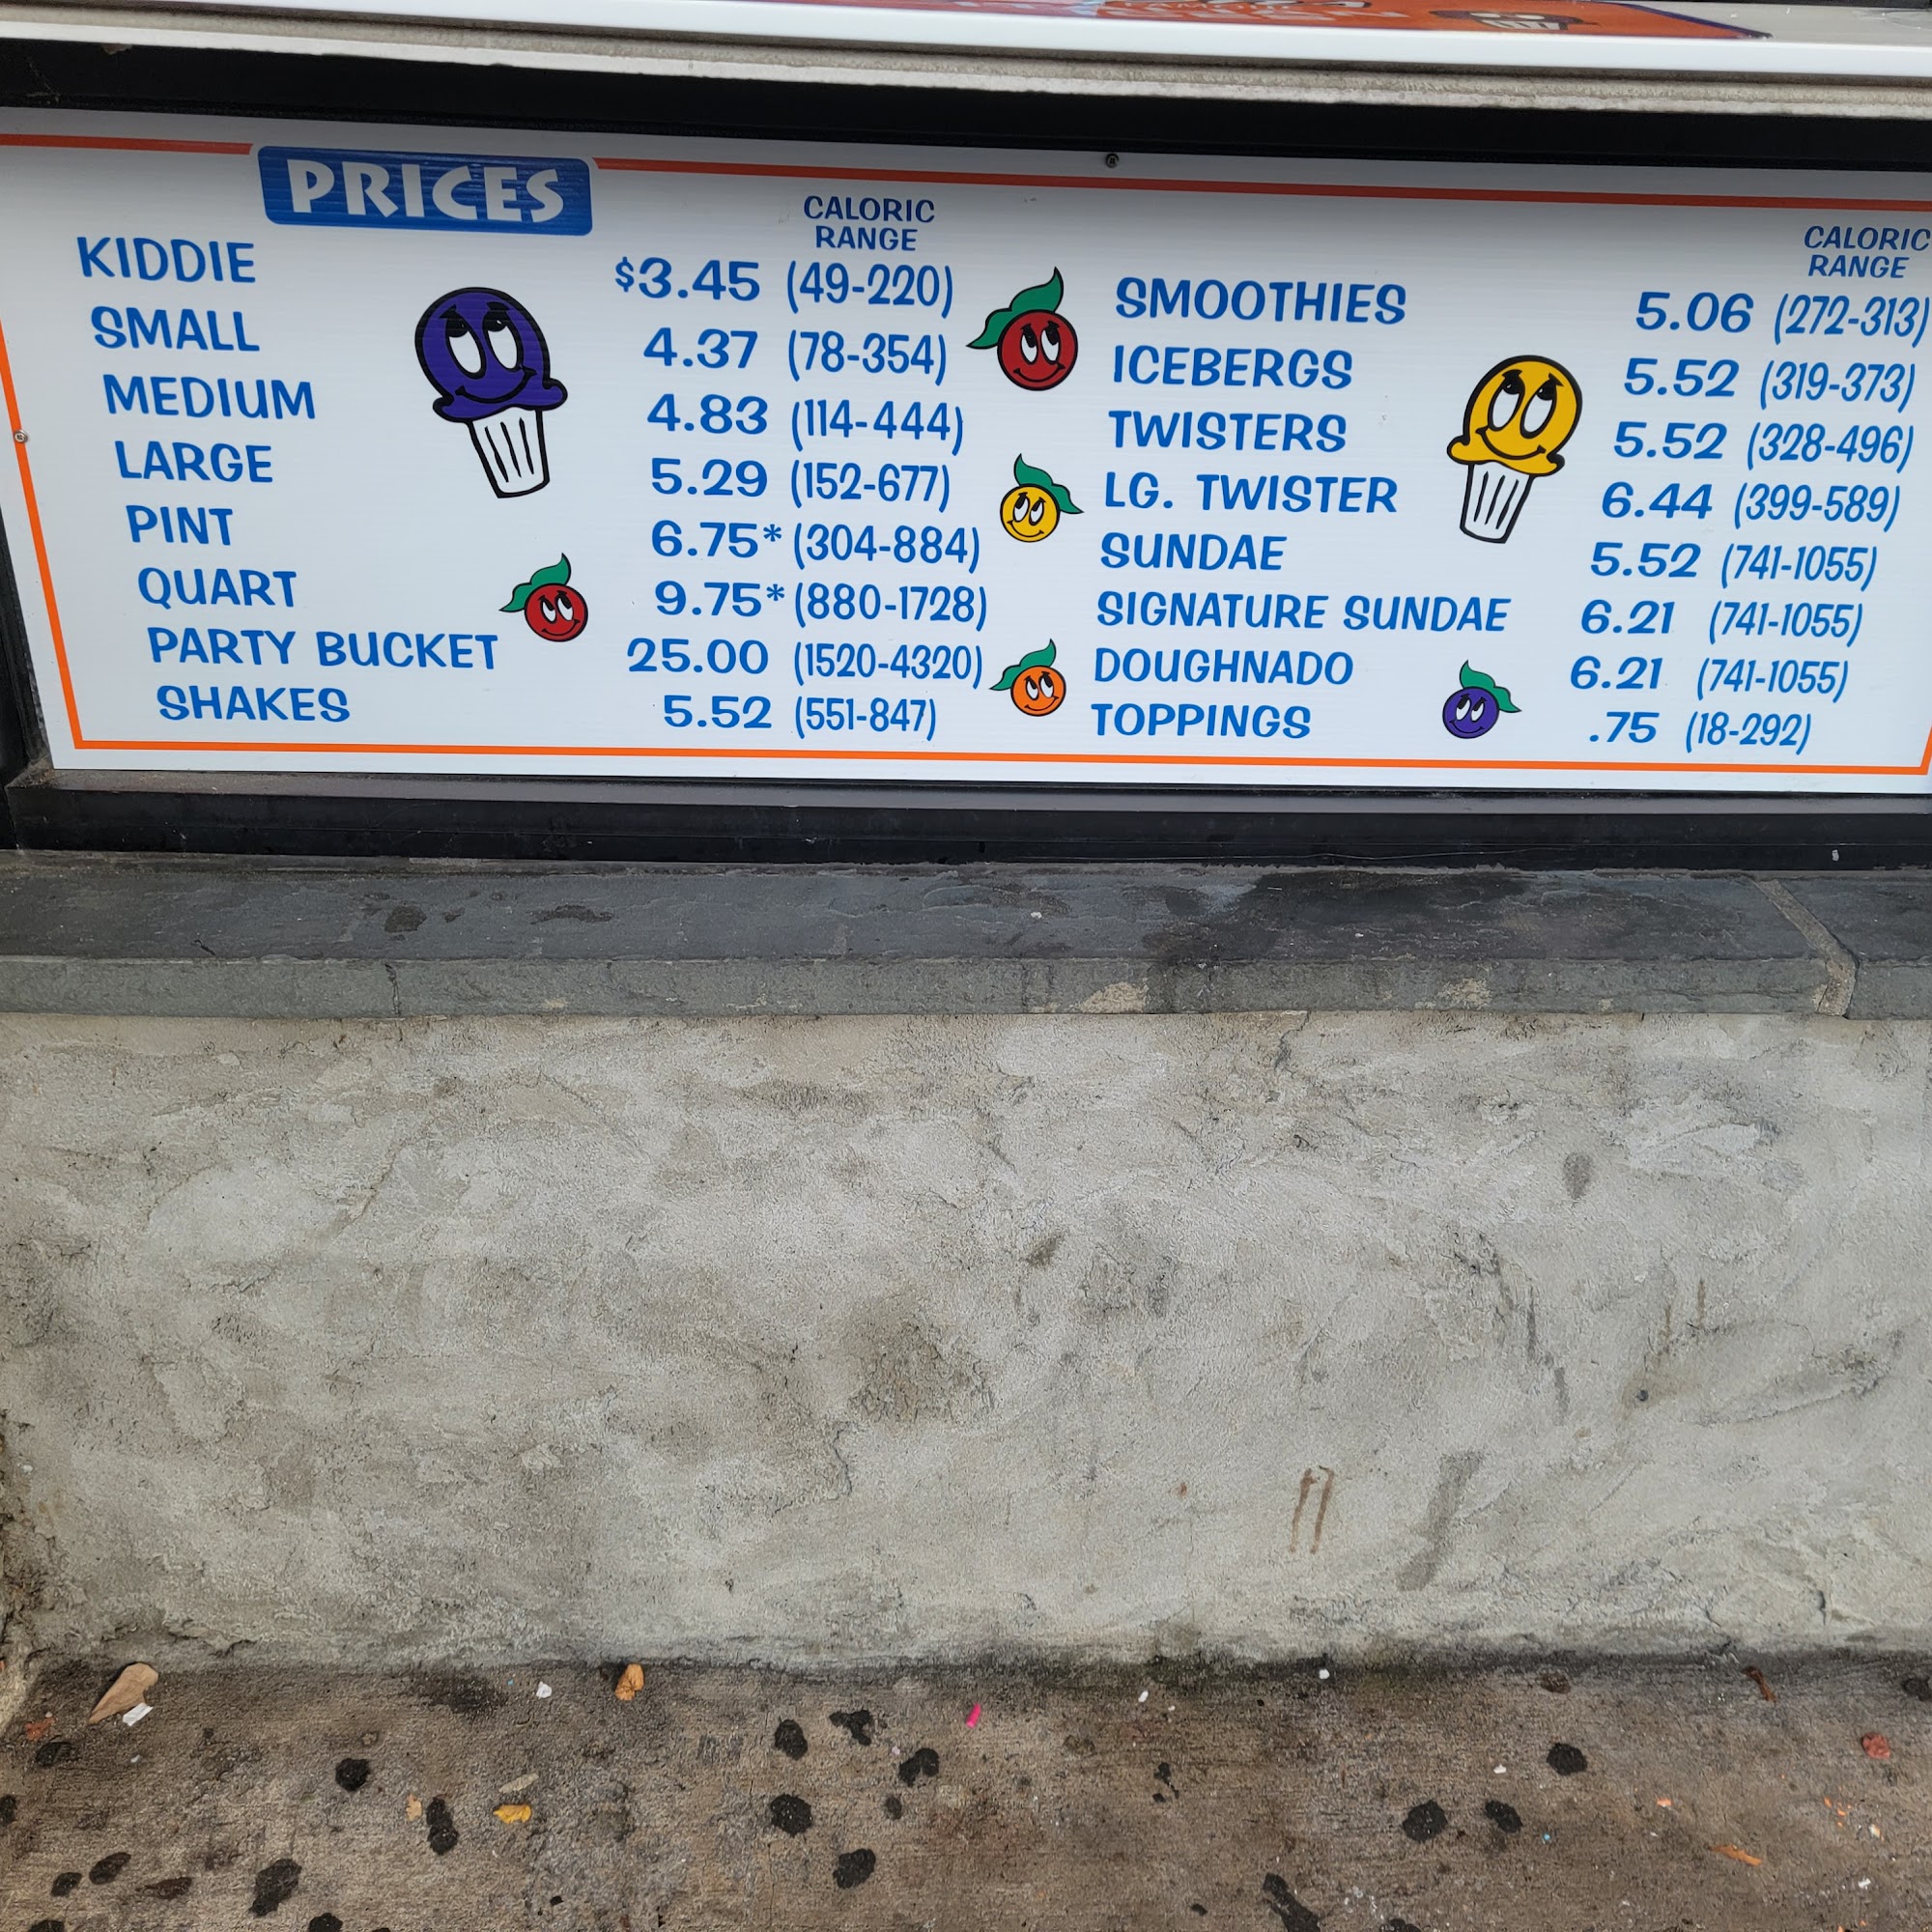 PRICES
CALORIC
RANGE
KIDDIE $3.45 (49-220)
SMALL 4.37 (78-354)
MEDIUM 4.83 (114-444)
LARGE 5.29 (152-677)
PINT 6.75* (304-884)
QUART 9.75* (880-1728)
PARTY BUCKET 25.00 (1520-4320)
SHAKES 5.52 (551-847)
CALORIC
RANGE
SMOOTHIES 5.06 (272-313)
ICEBERGS 5.52 (319-373)
TWISTERS 5.52 (328-496)
LG. TWISTER 6.44 (399-589)
SUNDAE 5.52 (741-1055)
SIGNATURE SUNDAE 6.21 (741-1055)
DOUGHNADO 6.21 (741-1055)
TOPPINGS .75 (18-292)